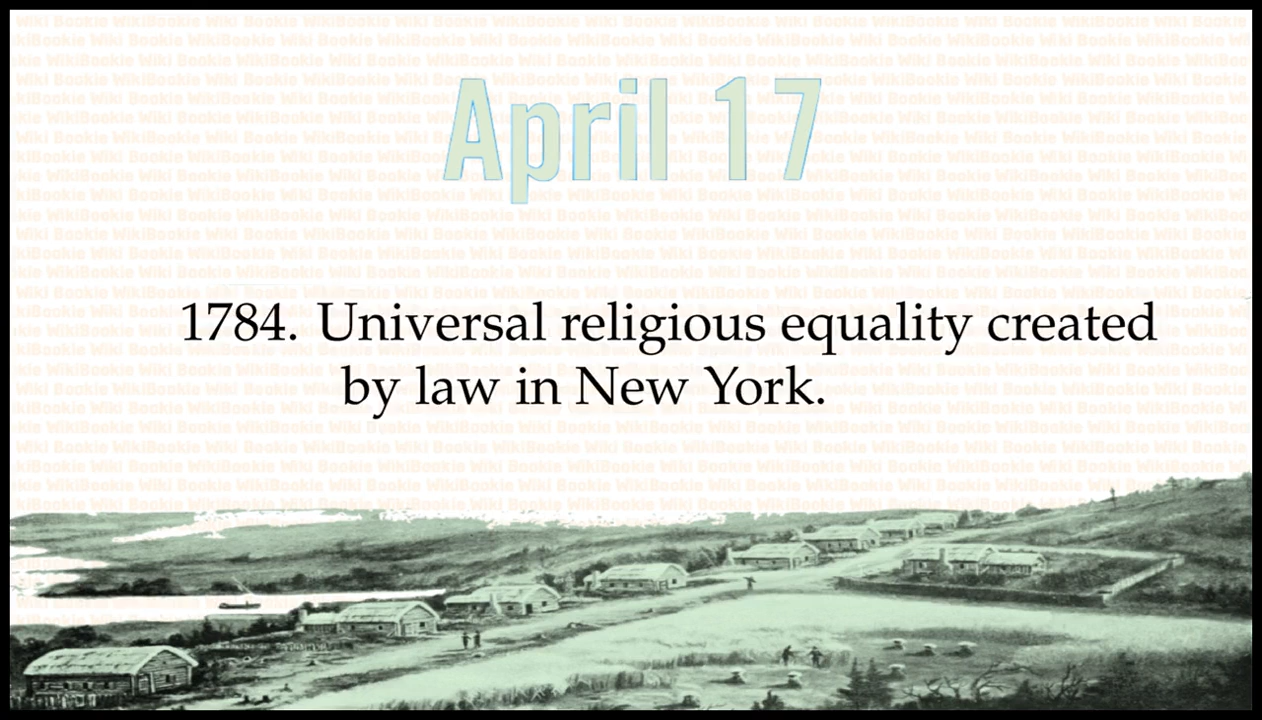 April 17
1784. Universal religious equality created
by law in New York.